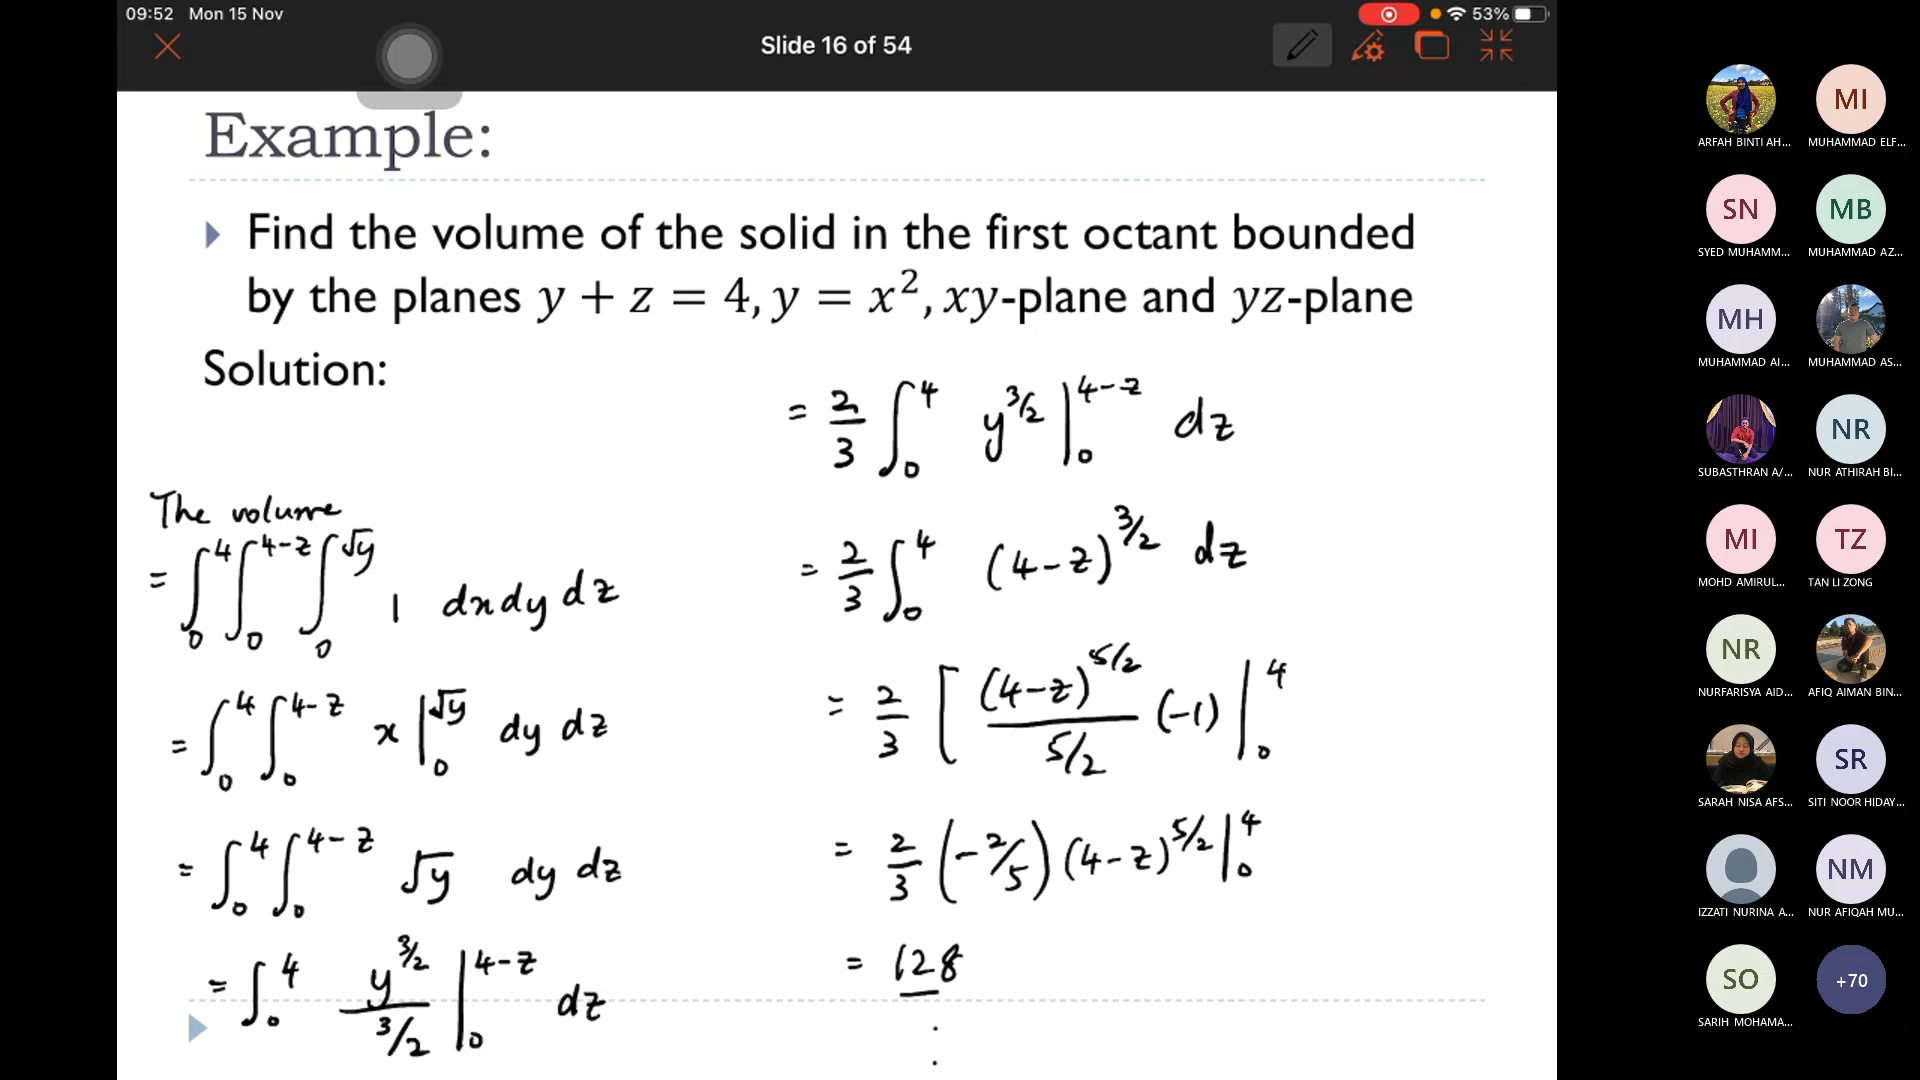 09:52 Mon 15 Nov
53%
Slide 16 of 54
Example:
Find the volume of the solid in the first octant bounded
by the planes y + z = 4, y = x², xy-plane and yz-plane
Solution:
The volume
= ∫₀⁴ ∫₀^{4-z} ∫₀^{√y} 1 dx dy dz
= ∫₀⁴ ∫₀^{4-z} x |₀^{√y} dy dz
= ∫₀⁴ ∫₀^{4-z} √y dy dz
= ∫₀⁴ y^{3/2} / (3/2) |₀^{4-z} dz
= 2/3 ∫₀⁴ y^{3/2} |₀^{4-z} dz
= 2/3 ∫₀⁴ (4-z)^{3/2} dz
= 2/3 [ (4-z)^{5/2} / (5/2) (-1) |₀⁴
= 2/3 (-2/5) (4-z)^{5/2} |₀⁴
= 128
ARFAH BINTI AH...
MI
MUHAMMAD ELF...
SN
SYED MUHAMM...
MB
MUHAMMAD AZ...
MH
MUHAMMAD AI...
MUHAMMAD AS...
SUBASTHRAN A/...
NR
NUR ATHIRAH BI...
MI
MOHD AMIRUL...
TZ
TAN LI ZONG
NR
NURFARISYA AID...
AFIQ AIMAN BIN...
SARAH NISA AFS...
SR
SITI NOOR HIDAY...
IZZATI NURINA A...
NM
NUR AFIQAH MU...
SO
SARIH MOHAMA...
+70